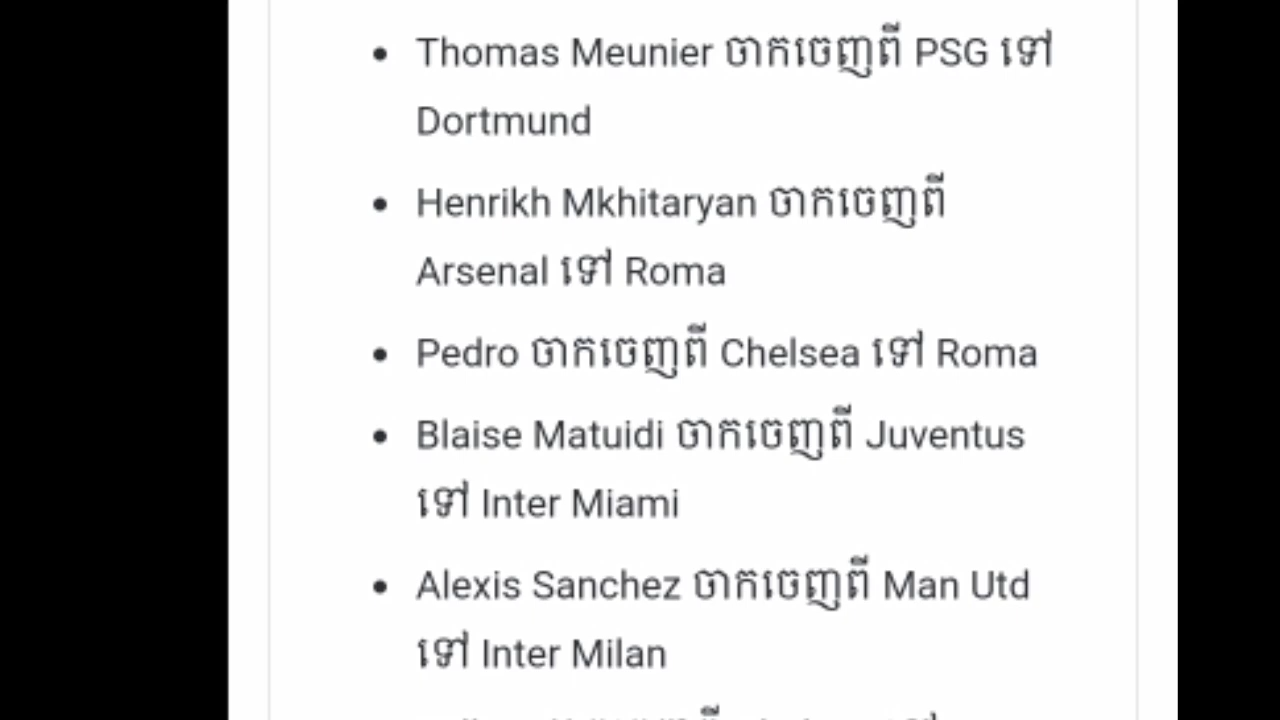 • Thomas Meunier ចាកចេញពី PSG ទៅ
Dortmund
• Henrikh Mkhitaryan ចាកចេញពី
Arsenal ទៅ Roma
• Pedro ចាកចេញពី Chelsea ទៅ Roma
• Blaise Matuidi ចាកចេញពី Juventus
ទៅ Inter Miami
• Alexis Sanchez ចាកចេញពី Man Utd
ទៅ Inter Milan